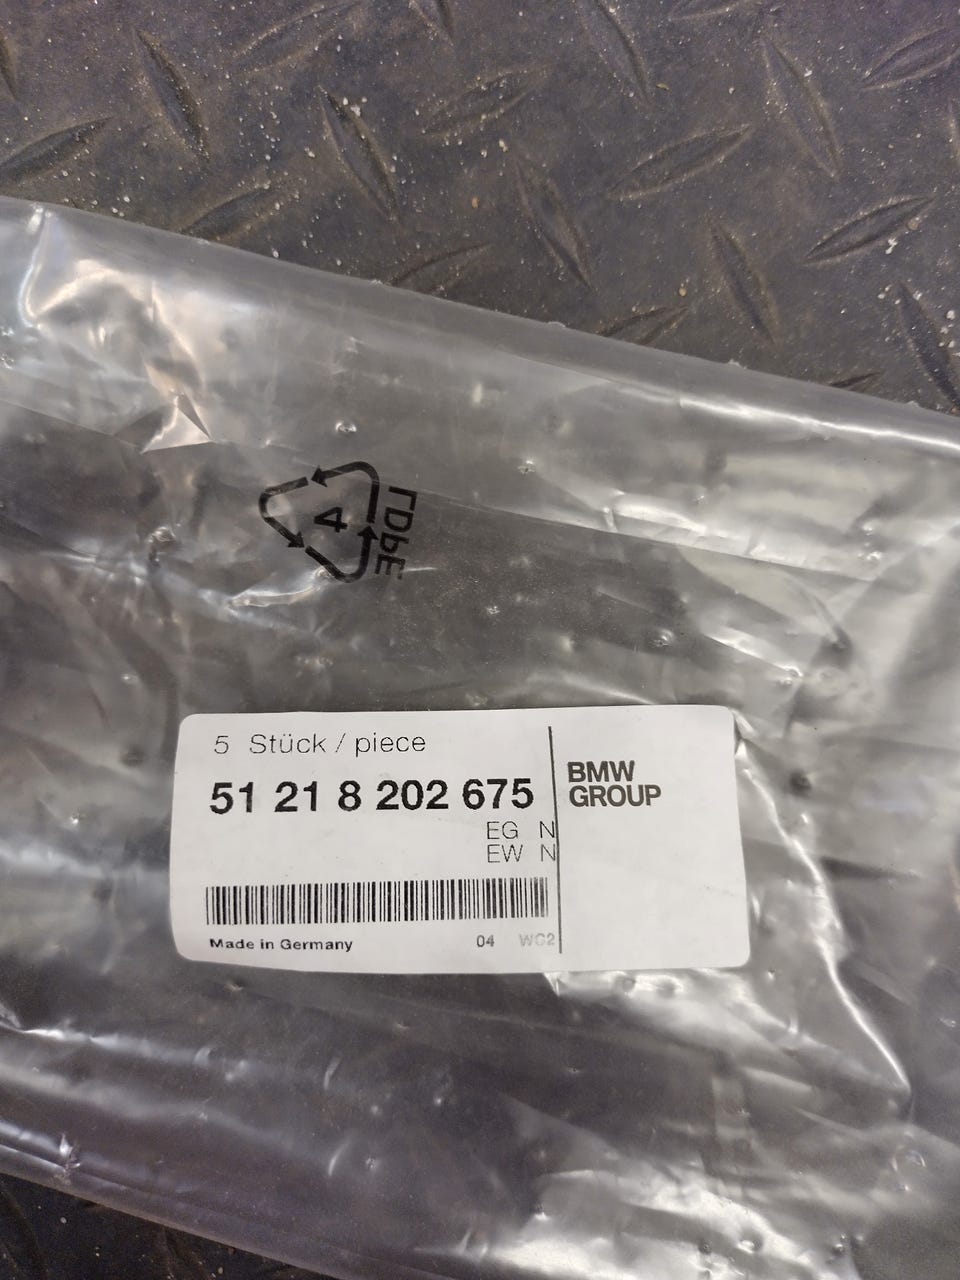 4
LDPE
5 Stück / piece
51 21 8 202 675
EG N
EW N
BMW
GROUP
Made in Germany 04 WC2